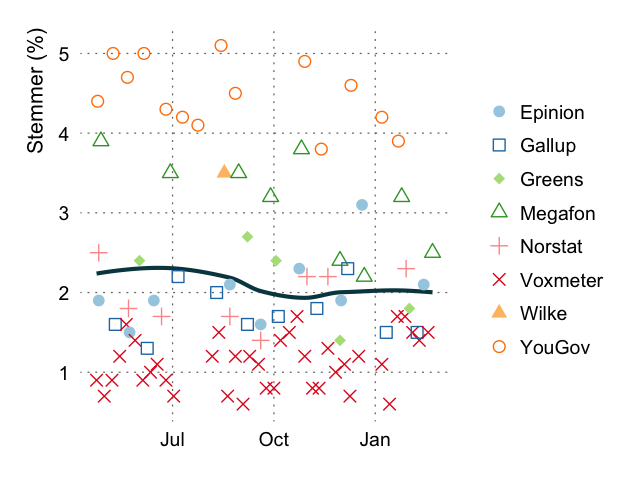 Stemmer (%)
5
4
3
2
1
Jul
Oct
Jan
Epinion
Gallup
Greens
Megafon
Norstat
Voxmeter
Wilke
YouGov